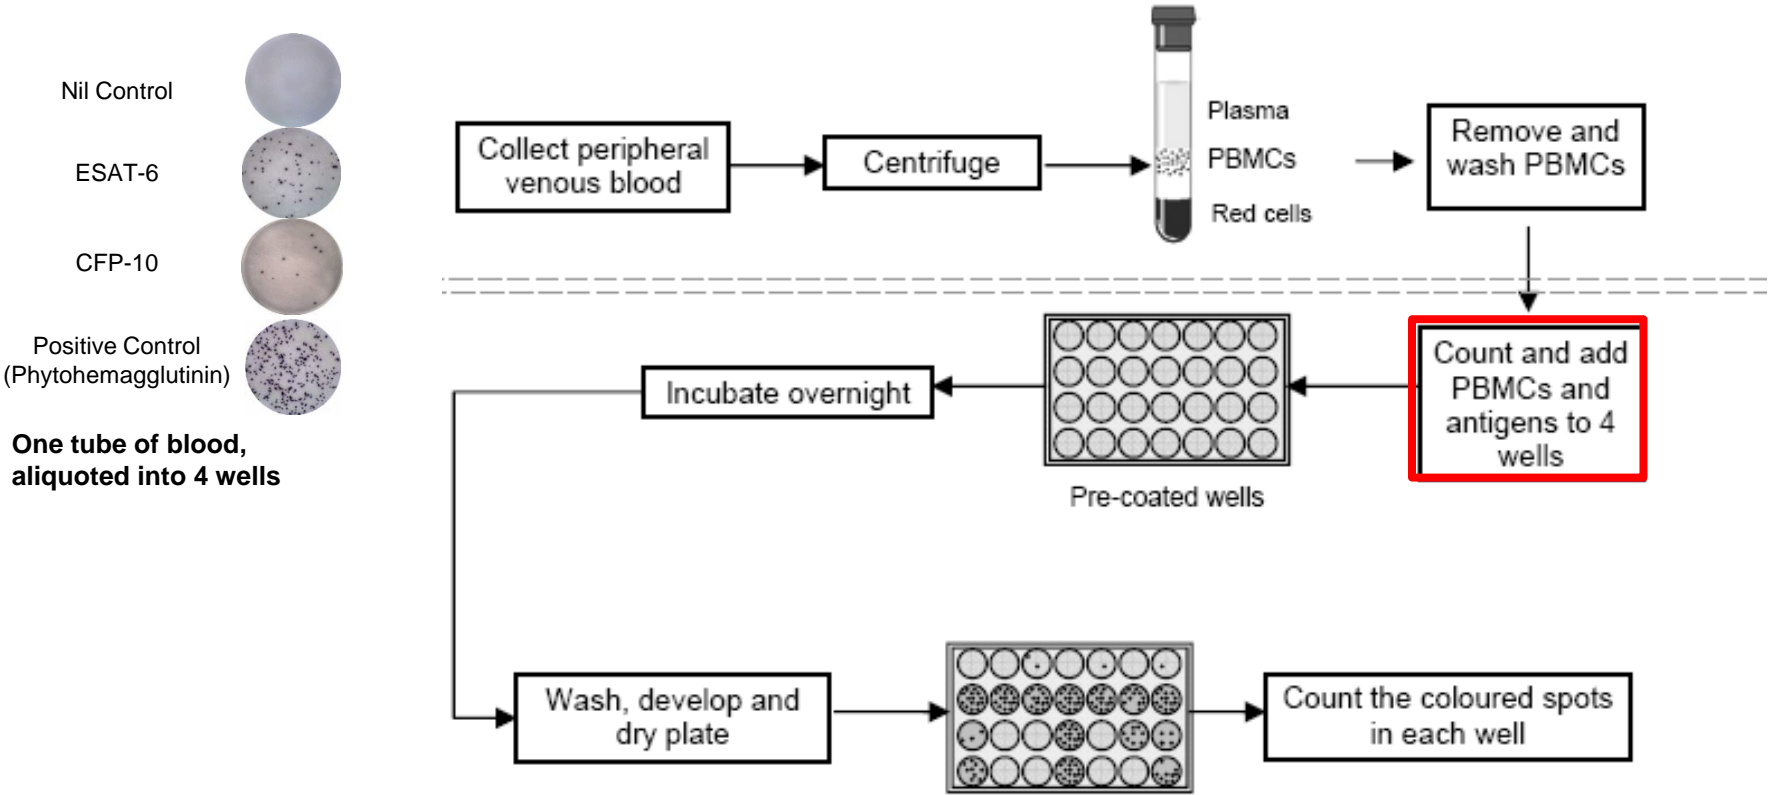 Nil Control
ESAT-6
CFP-10
Positive Control
(Phytohemagglutinin)
One tube of blood,
aliquoted into 4 wells
Collect peripheral
venous blood
Centrifuge
Plasma
PBMCs
Red cells
Remove and
wash PBMCs
Count and add
PBMCs and
antigens to 4
wells
Pre-coated wells
Incubate overnight
Wash, develop and
dry plate
Count the coloured spots
in each well